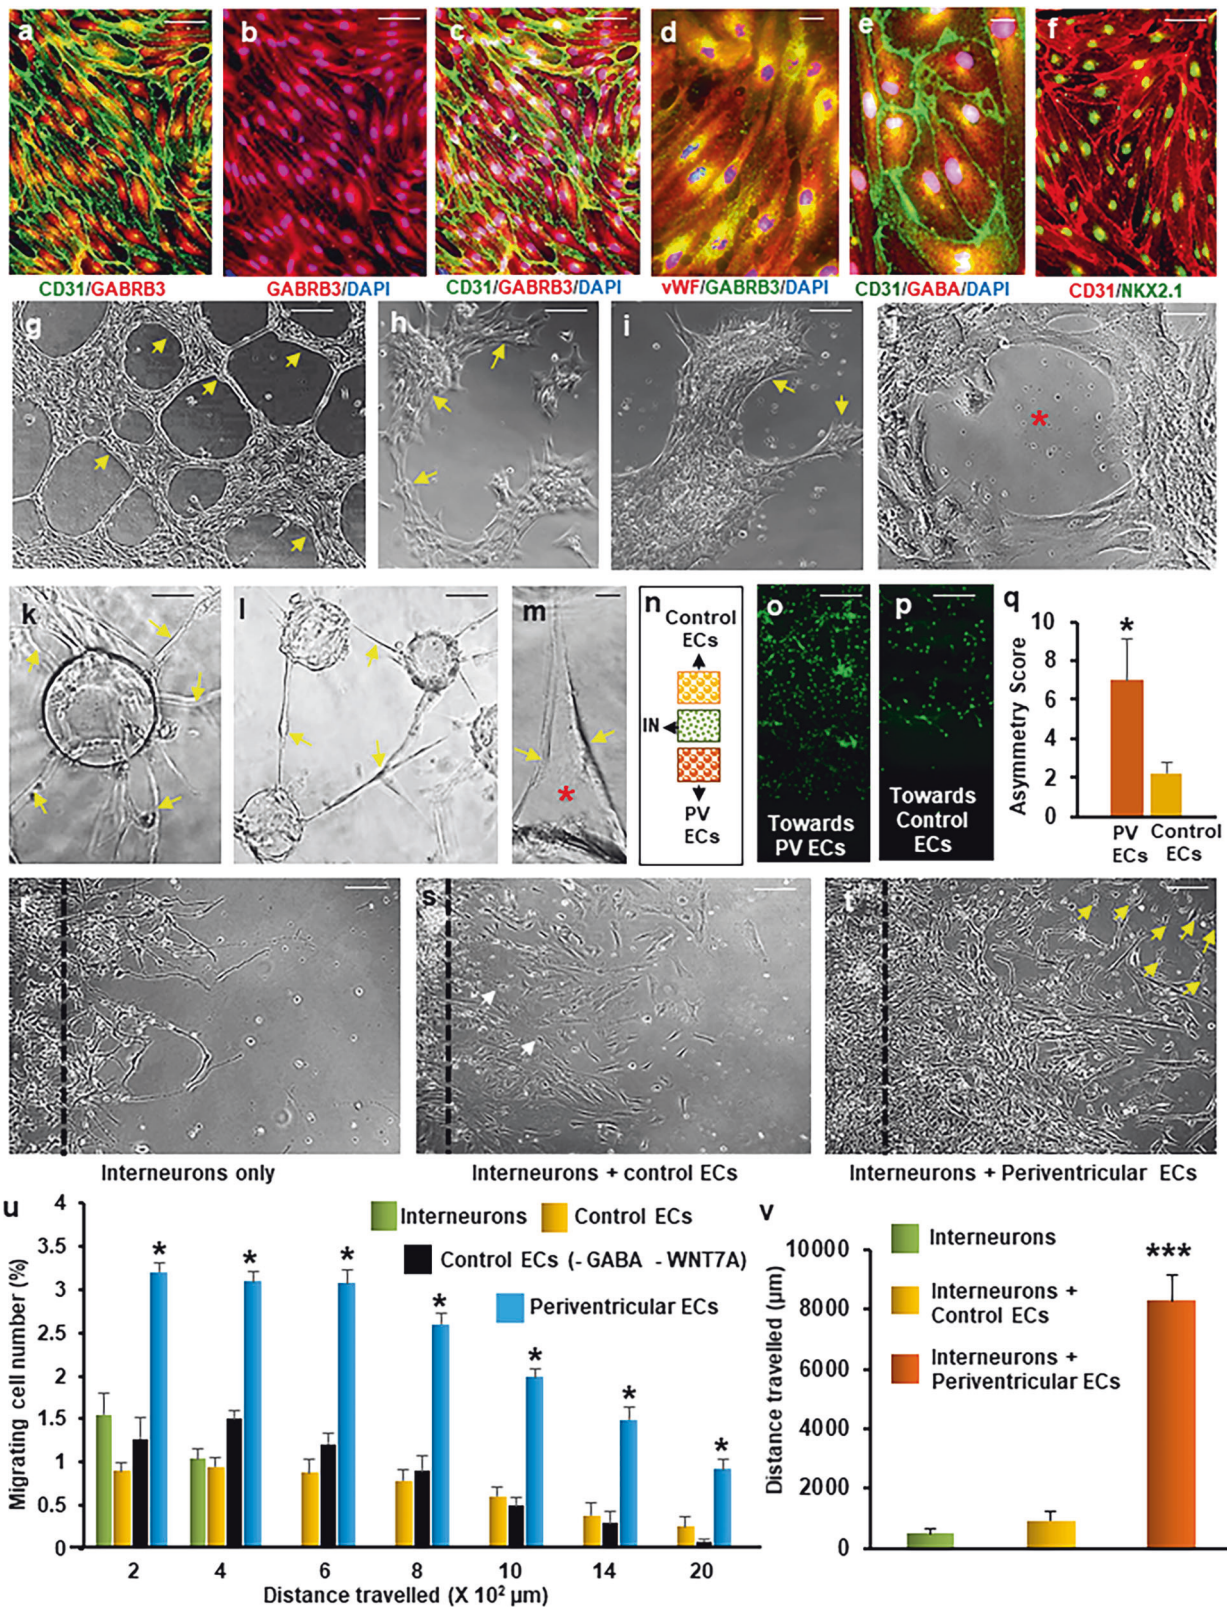 a b c d e f
CD31/GABRB3
GABRB3/DAPI
CD31/GABRB3/DAPI
vWF/GABRB3/DAPI
CD31/GABA/DAPI
CD31/NKX2.1
g h i j
*
k l m n o p q
*
Control
ECs
IN
PV
ECs
Towards
PV ECs
Towards
Control
ECs
Asymmetry Score
10
8
6
4
2
0
*
PV
ECs
Control
ECs
r s t
Interneurons only
Interneurons + control ECs
Interneurons + Periventricular ECs
u
Migrating cell number (%)
4
3.5
3
2.5
2
1.5
1
0.5
0
Interneurons
Control ECs
Control ECs (- GABA - WNT7A)
Periventricular ECs
* * * * * * *
2 4 6 8 10 14 20
Distance travelled (X 10² µm)
v
Distance travelled (µm)
10000
8000
6000
4000
2000
0
Interneurons
Interneurons +
Control ECs
Interneurons +
Periventricular ECs
***